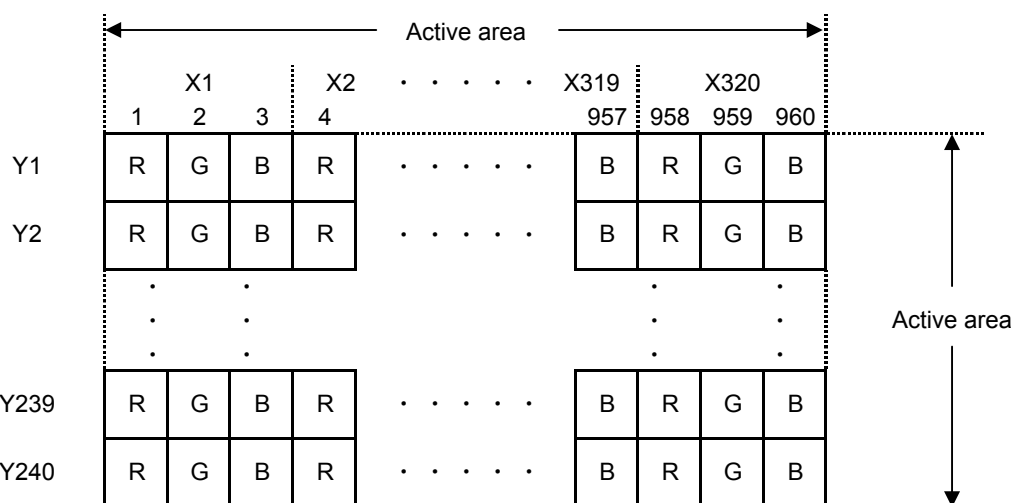 Active area
X1 X2 · · · · · X319 X320
1 2 3 4 957 958 959 960
Y1 R G B R · · · · · B R G B
Y2 R G B R · · · · · B R G B
· · · ·
· · · ·
· · · ·
Active area
Y239 R G B R · · · · · B R G B
Y240 R G B R · · · · · B R G B